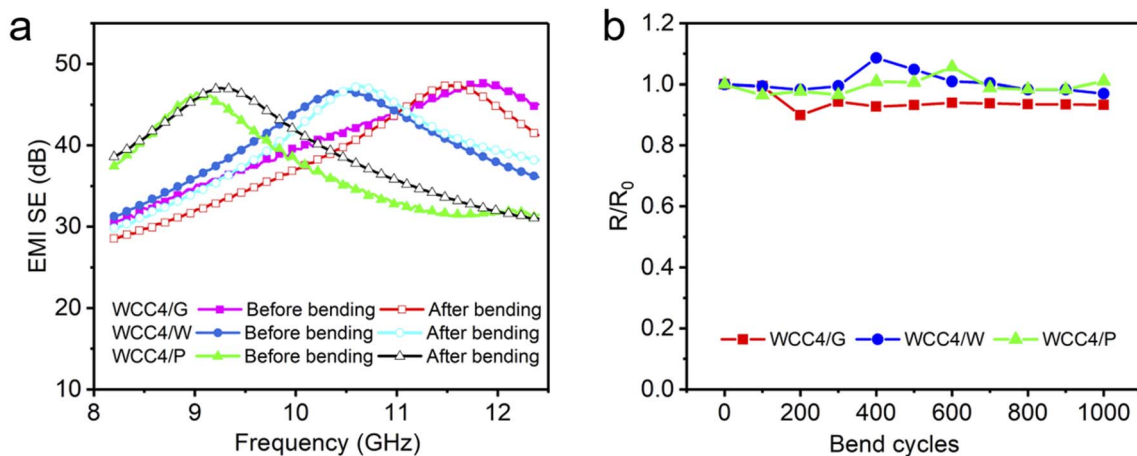 a
EMI SE (dB)
50
40
30
20
10
WCC4/G Before bending After bending
WCC4/W Before bending After bending
WCC4/P Before bending After bending
8 9 10 11 12
Frequency (GHz)
b
R/R0
1.2
1.0
0.8
0.6
0.4
0.2
0.0
WCC4/G WCC4/W WCC4/P
0 200 400 600 800 1000
Bend cycles